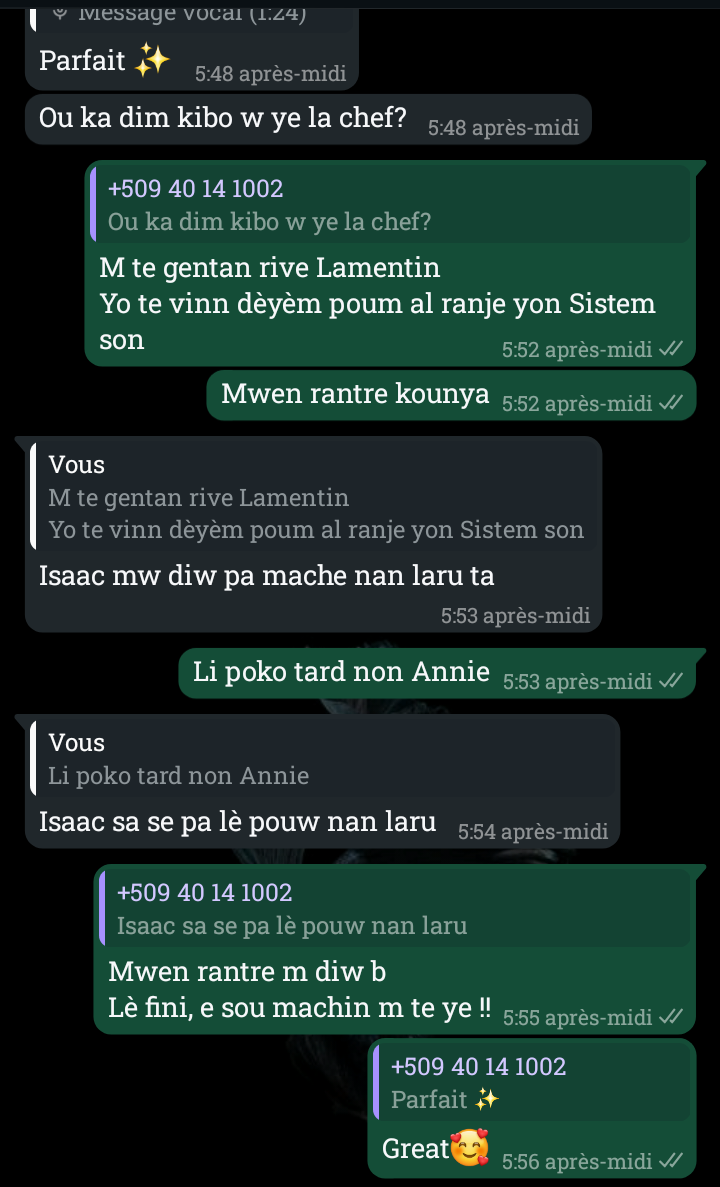 Message vocal (1:24)
Parfait ✨ 5:48 après-midi
Ou ka dim kibo w ye la chef? 5:48 après-midi
+509 40 14 1002
Ou ka dim kibo w ye la chef?
M te gentan rive Lamentin
Yo te vinn dèyèm poum al ranje yon Sistem
son 5:52 après-midi
Mwen rantre kounya 5:52 après-midi
Vous
M te gentan rive Lamentin
Yo te vinn dèyèm poum al ranje yon Sistem son
Isaac mw diw pa mache nan laru ta
5:53 après-midi
Li poko tard non Annie 5:53 après-midi
Vous
Li poko tard non Annie
Isaac sa se pa lè pouw nan laru 5:54 après-midi
+509 40 14 1002
Isaac sa se pa lè pouw nan laru
Mwen rantre m diw b
Lè fini, e sou machin m te ye !! 5:55 après-midi
+509 40 14 1002
Parfait ✨
Great🥰 5:56 après-midi